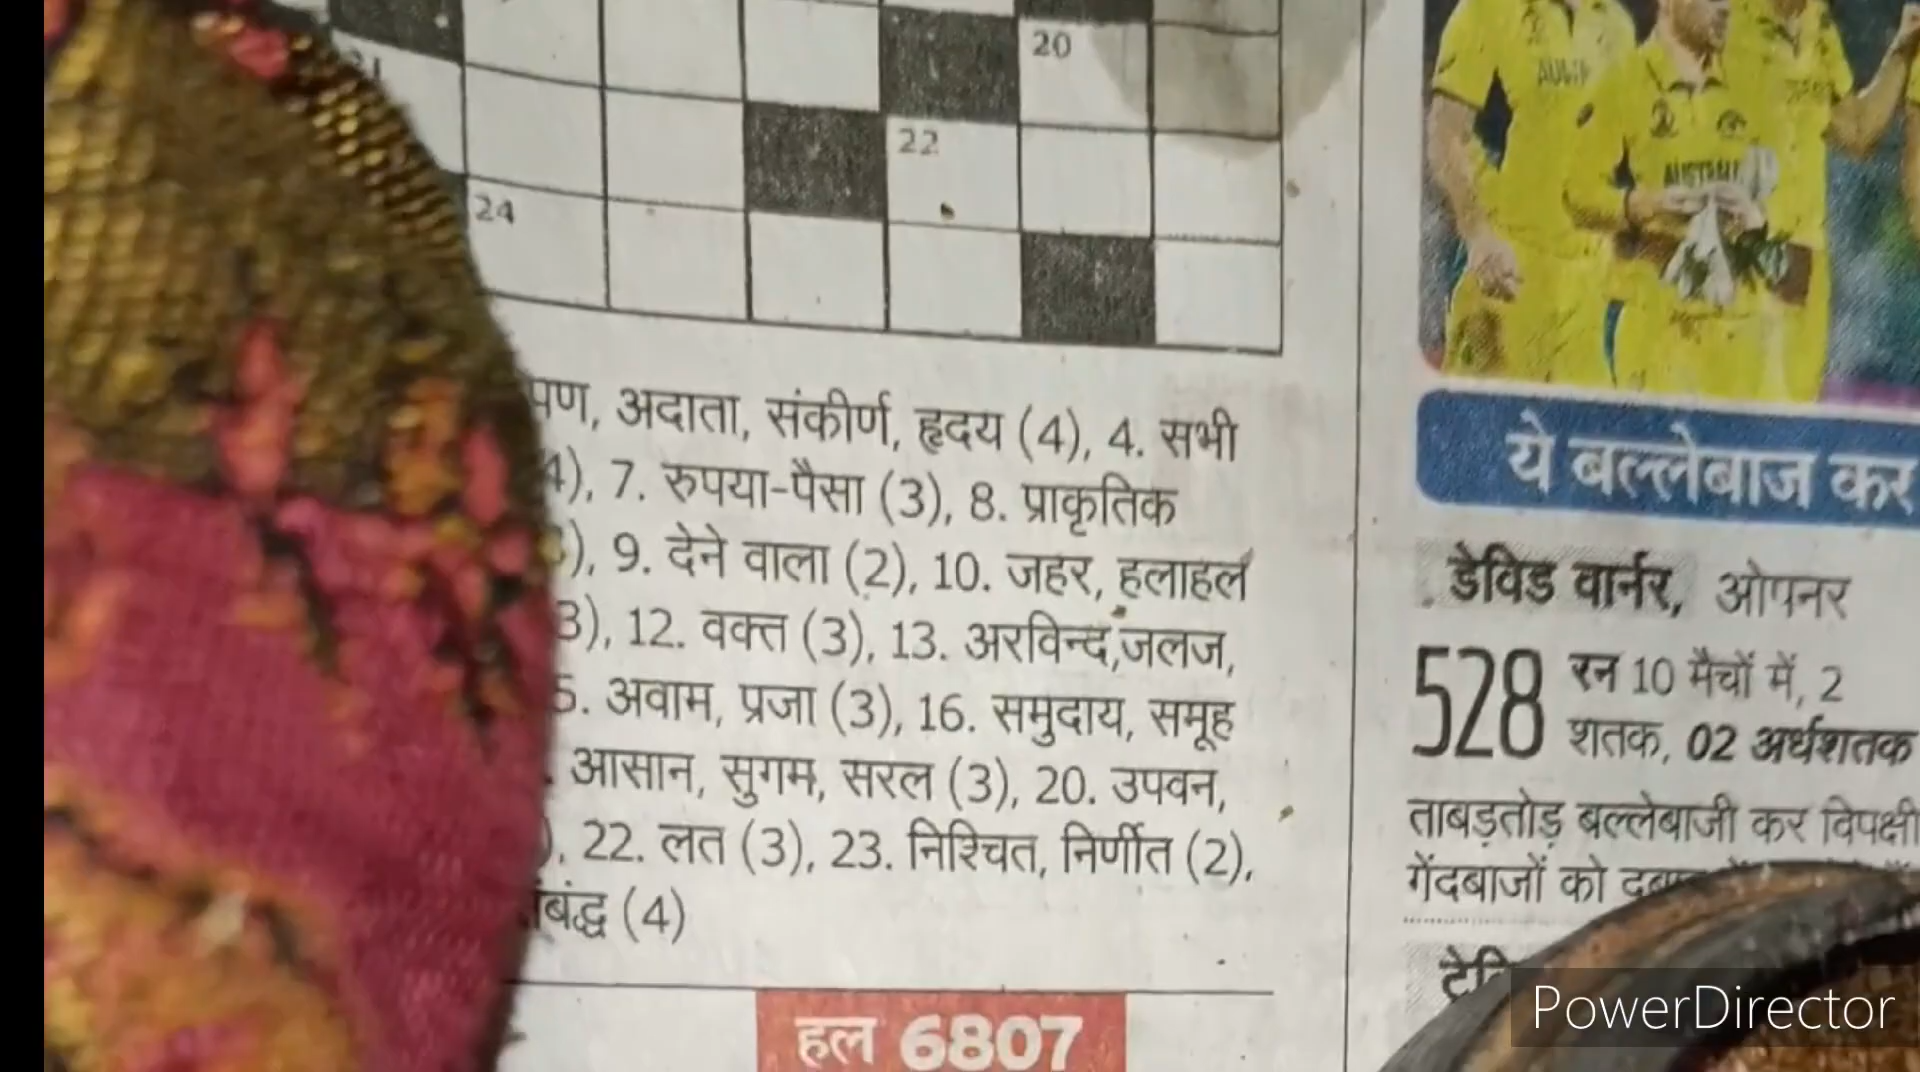 21
20
22
24
पण, अदाता, संकीर्ण, हृदय (4), 4. सभी
4), 7. रुपया-पैसा (3), 8. प्राकृतिक
), 9. देने वाला (2), 10. जहर, हलाहल
3), 12. वक्त (3), 13. अरविन्द,जलज,
5. अवाम, प्रजा (3), 16. समुदाय, समूह
. आसान, सुगम, सरल (3), 20. उपवन,
), 22. लत (3), 23. निश्चित, निर्णीत (2),
बंद्ध (4)
हल 6807
ये बल्लेबाज कर
डेविड वार्नर, ओपनर
528 रन 10 मैचों में, 2
शतक, 02 अर्धशतक
ताबड़तोड़ बल्लेबाजी कर विपक्षी
गेंदबाजों को
PowerDirector